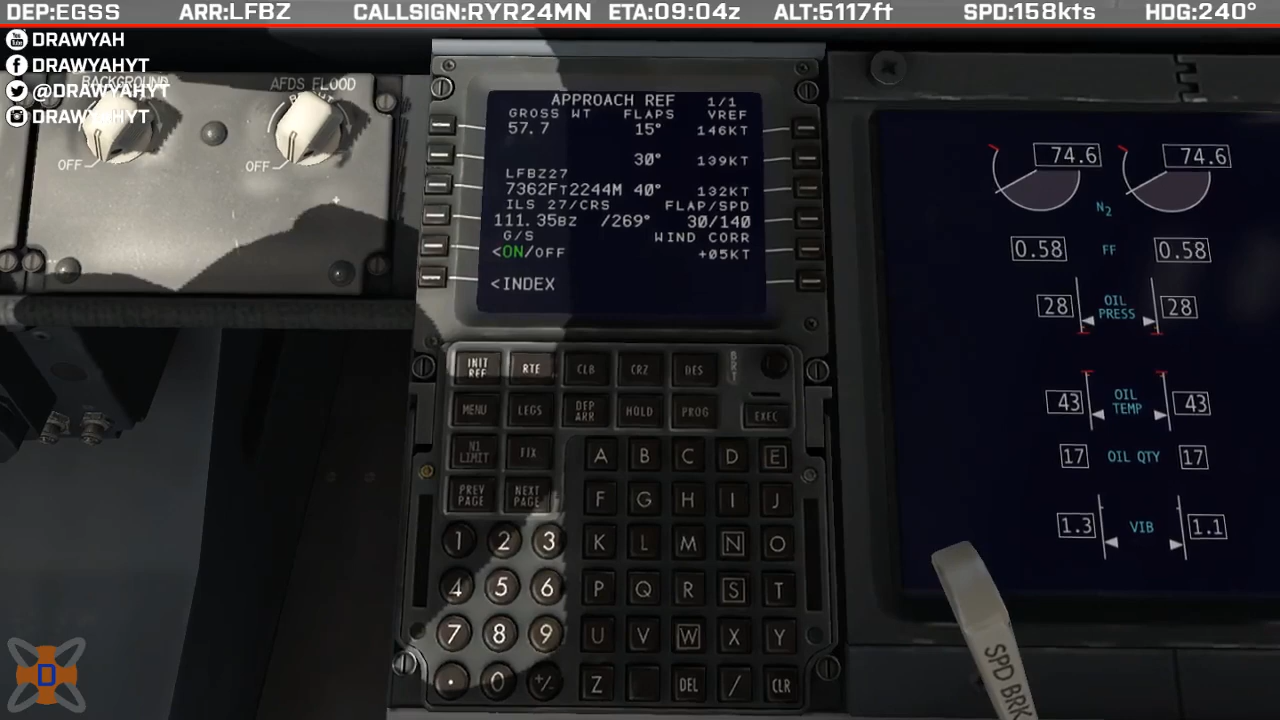 DEP:EGSS ARR:LFBZ CALLSIGN:RYR24MN ETA:09:04z ALT:5117ft SPD:158kts HDG:240°
DRAWYAH
DRAWYAHYT
@DRAWYAHYT
DRAWYAHYT
BACKGROUND AFDS FLOOD
OFF OFF
APPROACH REF 1/1
GROSS WT FLAPS VREF
57.7 15° 146KT
30° 139KT
LFBZ27
7362FT2244M 40° 132KT
ILS 27/CRS FLAP/SPD
111.35BZ /269° 30/140
G/S WIND CORR
<ON/OFF +05KT
<INDEX
INIT REF RTE CLB CRZ DES BRT
MENU LEGS DEP ARR HOLD PROG EXEC
N1 LIMIT FIX
PREV PAGE NEXT PAGE
A B C D E
F G H I J
K L M N O
P Q R S T
U V W X Y
Z DEL / CLR
1 2 3
4 5 6
7 8 9
. 0 +/-
74.6 74.6
N2
0.58 FF 0.58
28 OIL PRESS 28
43 OIL TEMP 43
17 OIL QTY 17
1.3 VIB 1.1
SPD BRK
D